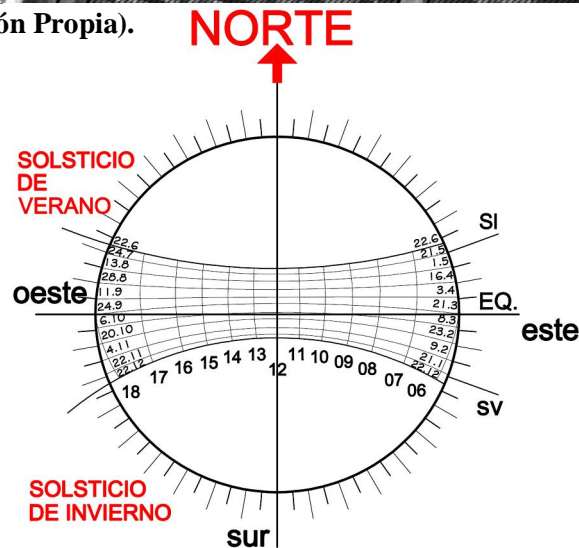 ón Propia).
NORTE
SOLSTICIO
DE
VERANO
22.6
24.7
13.8
28.8
11.9
24.9
6.10
20.10
4.11
22.11
22.12
22.6
21.5
1.5
16.4
3.4
21.3
8.3
23.2
9.2
21.1
22.12
SI
EQ.
SV
oeste
este
18 17 16 15 14 13 12 11 10 09 08 07 06
SOLSTICIO
DE INVIERNO
sur